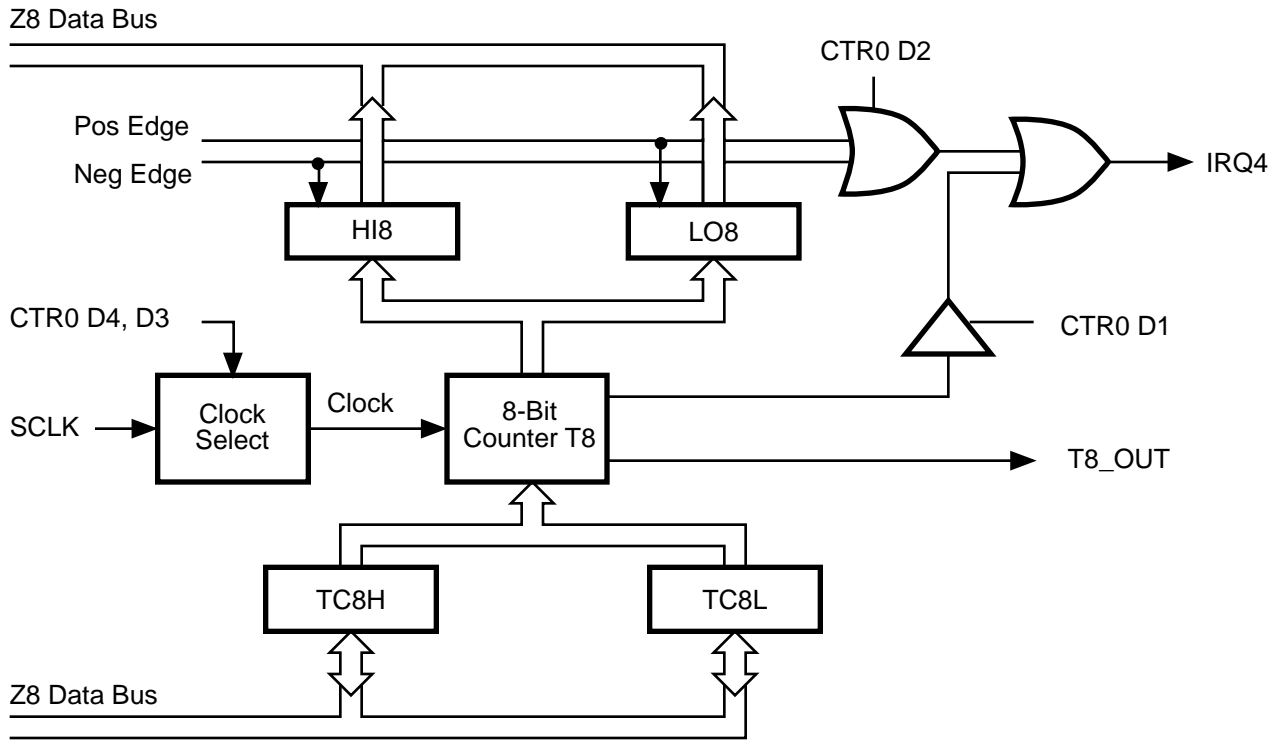 Z8 Data Bus
CTR0 D2
Pos Edge
Neg Edge
IRQ4
HI8
LO8
CTR0 D4, D3
CTR0 D1
SCLK
Clock
Select
Clock
8-Bit
Counter T8
T8_OUT
TC8H
TC8L
Z8 Data Bus